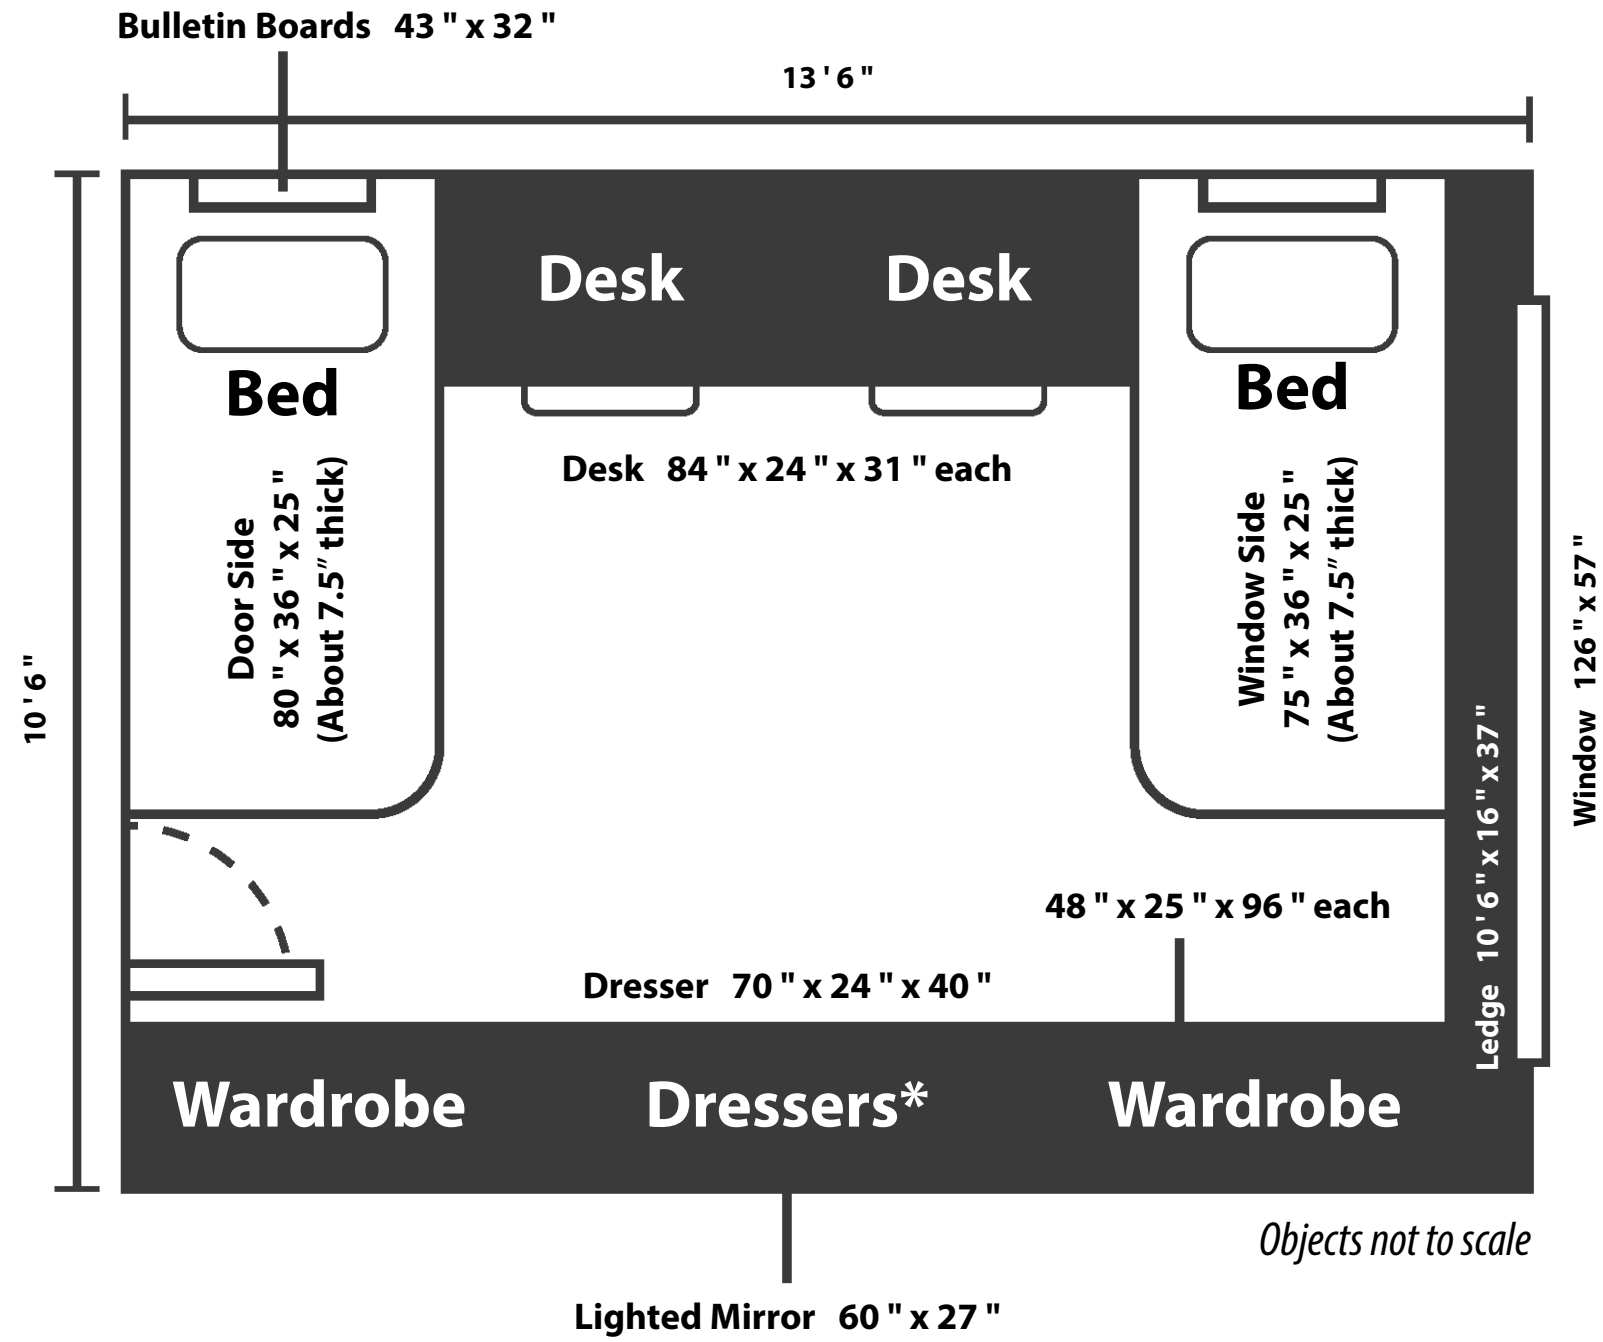 Bulletin Boards 43 " x 32 "
13 ' 6 "
10 ' 6 "
Desk
Desk
Bed
Bed
Door Side
80 " x 36 " x 25 "
(About 7.5” thick)
Desk 84 " x 24 " x 31 " each
Window Side
75 " x 36 " x 25 "
(About 7.5” thick)
Window 126 " x 57 "
Ledge 10 ' 6 " x 16 " x 37 "
48 " x 25 " x 96 " each
Dresser 70 " x 24 " x 40 "
Wardrobe
Dressers*
Wardrobe
Objects not to scale
Lighted Mirror 60 " x 27 "